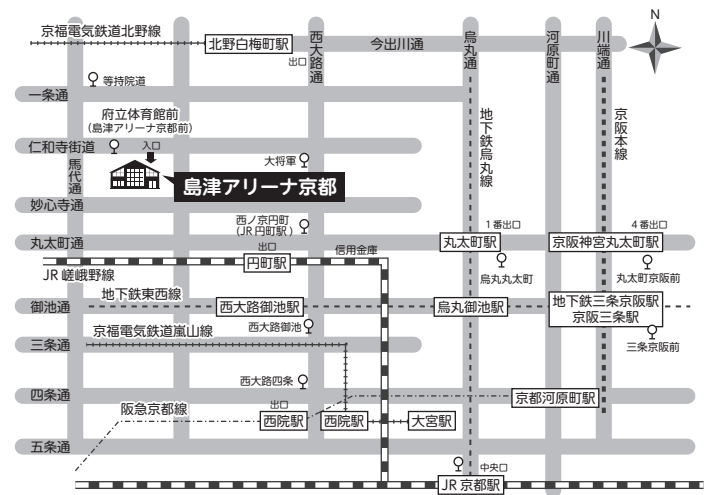 N
京福電気鉄道北野線
北野白梅町駅
出口
西大路通
今出川通
烏丸通
河原町通
川端通
等持院道
一条通
府立体育館前
(島津アリーナ京都前)
地下鉄烏丸線
京阪本線
仁和寺街道
入口
馬代通
大将軍
島津アリーナ京都
妙心寺通
西ノ京円町
(JR円町駅)
1番出口
4番出口
丸太町通
出口
信用金庫
丸太町駅
京阪神宮丸太町駅
円町駅
JR嵯峨野線
烏丸丸太町
丸太町京阪前
地下鉄東西線
御池通
西大路御池駅
烏丸御池駅
地下鉄三条京阪駅
京阪三条駅
西大路御池
京福電気鉄道嵐山線
三条通
三条京阪前
西大路四条
四条通
京都河原町駅
阪急京都線
出口
西院駅
西院駅
大宮駅
五条通
中央口
JR京都駅